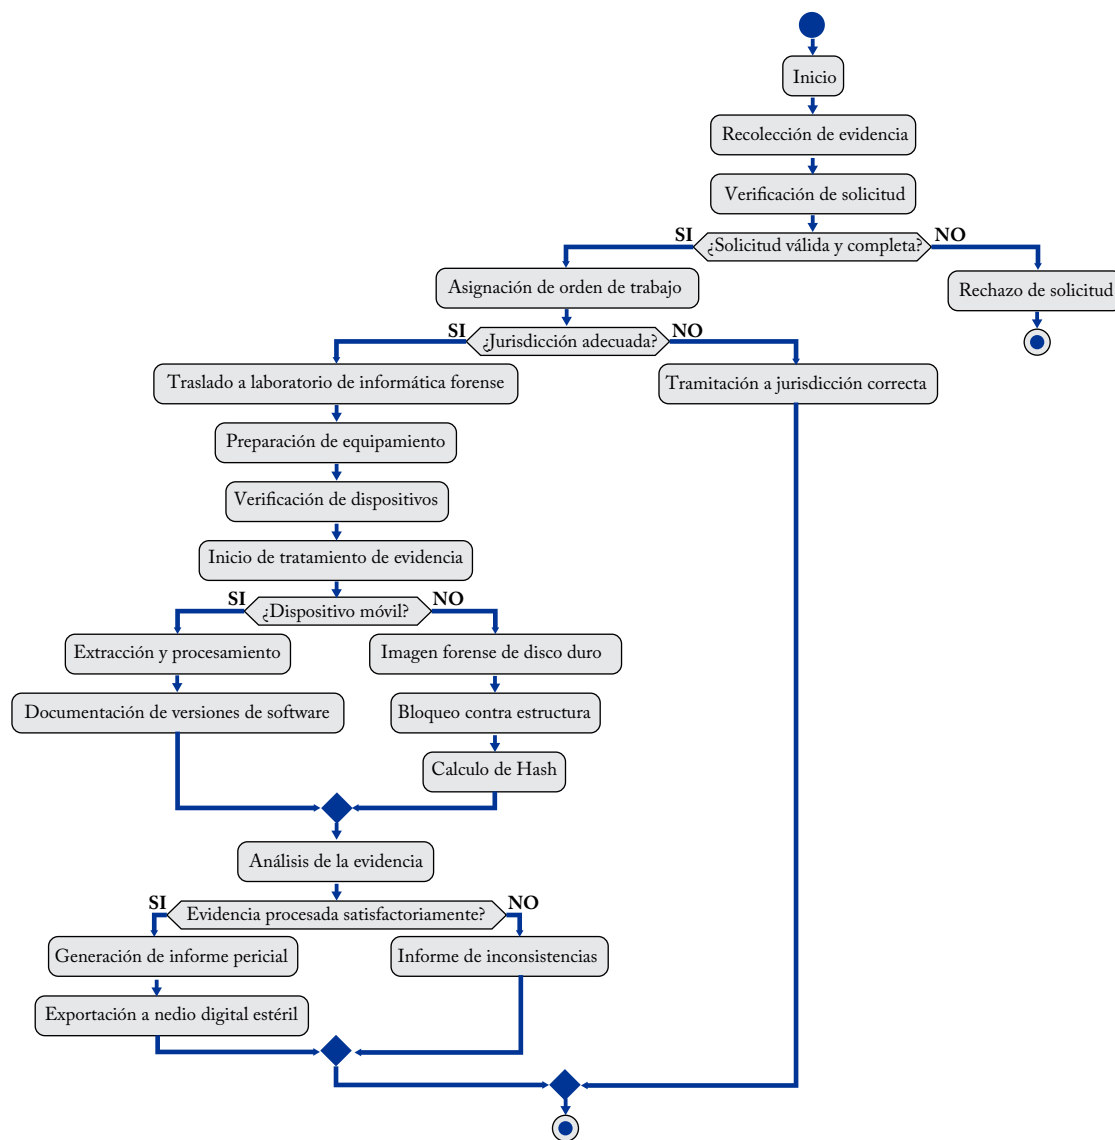 Inicio
Recolección de evidencia
Verificación de solicitud
SI
¿Solicitud válida y completa?
NO
Asignación de orden de trabajo
Rechazo de solicitud
SI
¿Jurisdicción adecuada?
NO
Traslado a laboratorio de informática forense
Tramitación a jurisdicción correcta
Preparación de equipamiento
Verificación de dispositivos
Inicio de tratamiento de evidencia
SI
¿Dispositivo móvil?
NO
Extracción y procesamiento
Imagen forense de disco duro
Documentación de versiones de software
Bloqueo contra estructura
Calculo de Hash
Análisis de la evidencia
SI
Evidencia procesada satisfactoriamente?
NO
Generación de informe pericial
Informe de inconsistencias
Exportación a nedio digital estéril